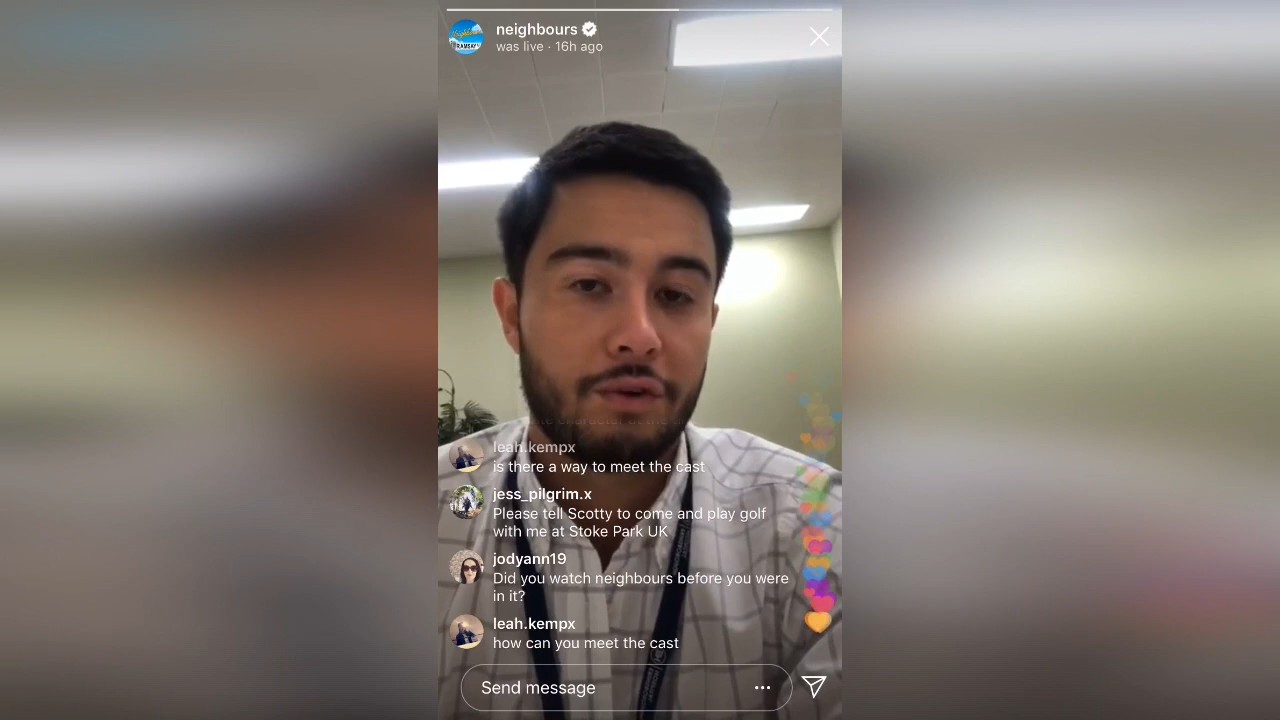 neighbours
was live · 16h ago
RAMSAY
leah.kempx
is there a way to meet the cast
jess_pilgrim.x
Please tell Scotty to come and play golf
with me at Stoke Park UK
jodyann19
Did you watch neighbours before you were
in it?
leah.kempx
how can you meet the cast
Send message